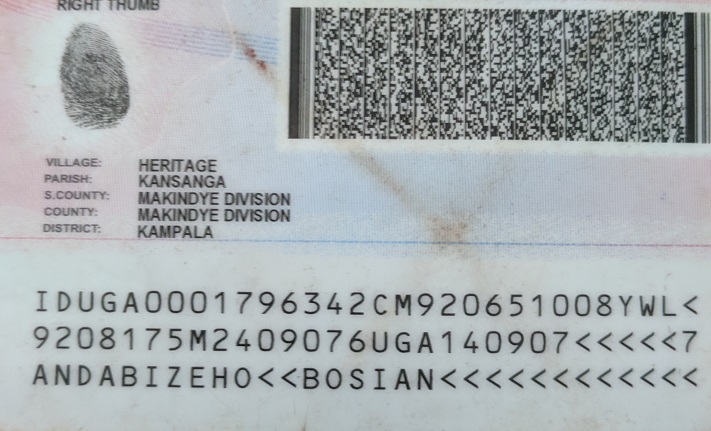 RIGHT THUMB
VILLAGE: HERITAGE
PARISH: KANSANGA
S.COUNTY: MAKINDYE DIVISION
COUNTY: MAKINDYE DIVISION
DISTRICT: KAMPALA
IDUGA0001796342CM920651008YWL<
9208175M2409076UGA140907<<<<<7
ANDABIZEHO<<BOSIAN<<<<<<<<<<<<